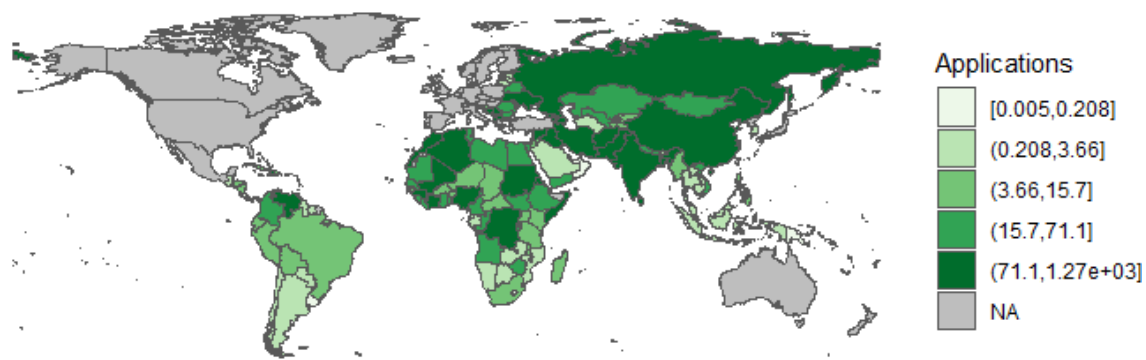 Applications
[0.005,0.208]
(0.208,3.66]
(3.66,15.7]
(15.7,71.1]
(71.1,1.27e+03]
NA